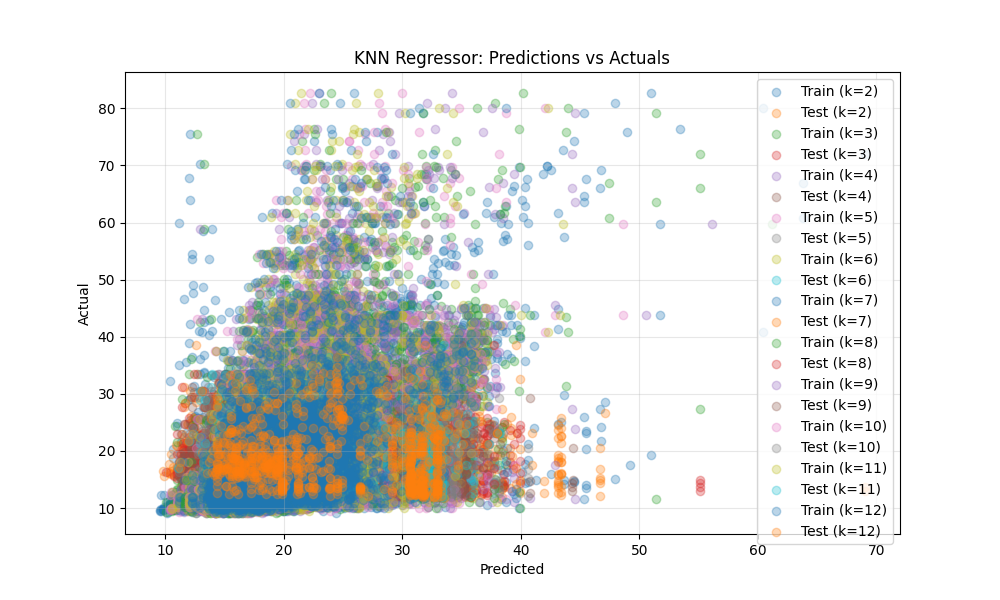 KNN Regressor: Predictions vs Actuals
Actual
80
70
60
50
40
30
20
10
10 20 30 40 50 60 70
Predicted
Train (k=2)
Test (k=2)
Train (k=3)
Test (k=3)
Train (k=4)
Test (k=4)
Train (k=5)
Test (k=5)
Train (k=6)
Test (k=6)
Train (k=7)
Test (k=7)
Train (k=8)
Test (k=8)
Train (k=9)
Test (k=9)
Train (k=10)
Test (k=10)
Train (k=11)
Test (k=11)
Train (k=12)
Test (k=12)